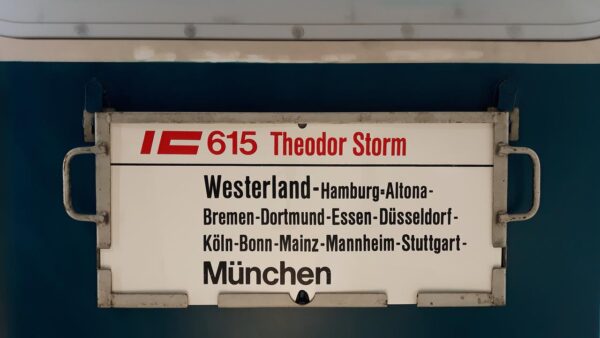 IC 615 Theodor Storm
Westerland-Hamburg=Altona-
Bremen-Dortmund-Essen-Düsseldorf-
Köln-Bonn-Mainz-Mannheim-Stuttgart-
München